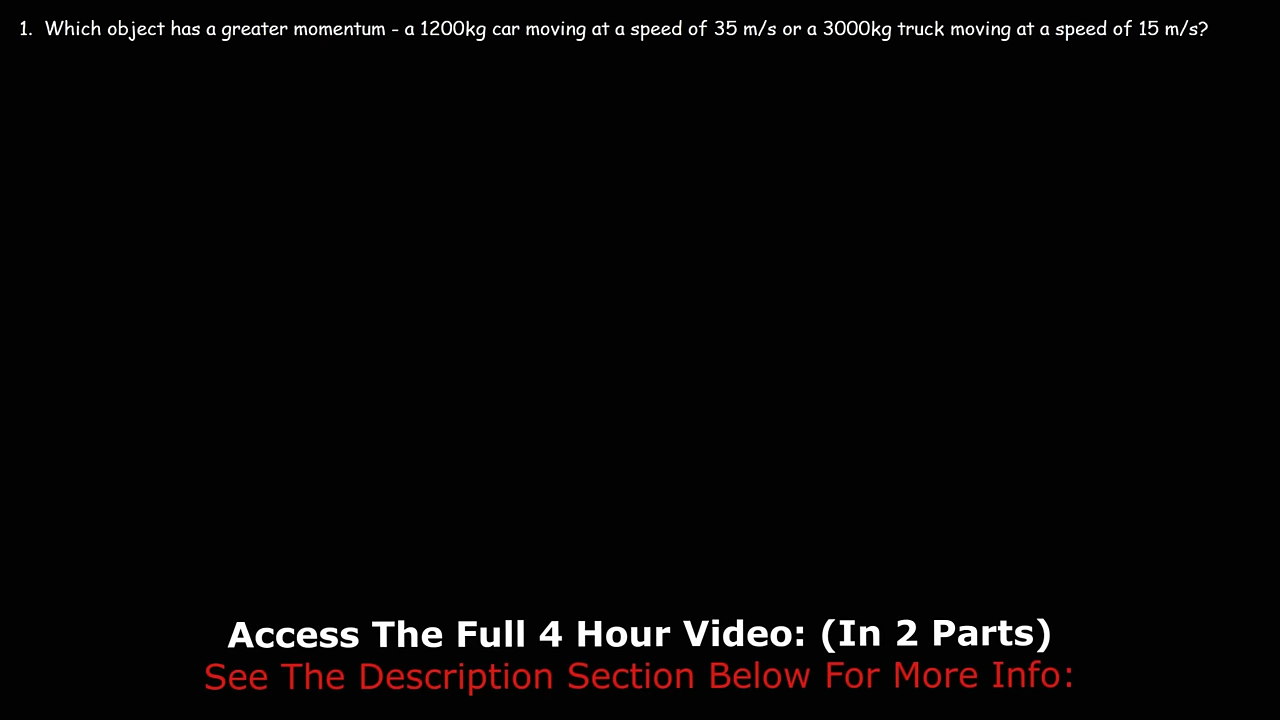 1. Which object has a greater momentum - a 1200kg car moving at a speed of 35 m/s or a 3000kg truck moving at a speed of 15 m/s?
Access The Full 4 Hour Video: (In 2 Parts)
See The Description Section Below For More Info: